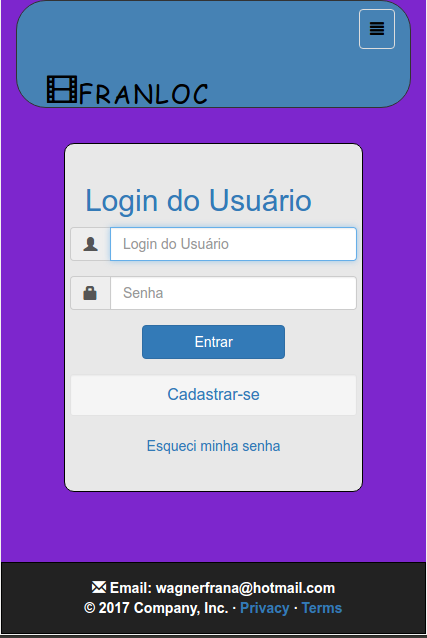 FRANLOC
Login do Usuário
Login do Usuário
Senha
Entrar
Cadastrar-se
Esqueci minha senha
Email: wagnerfrana@hotmail.com
© 2017 Company, Inc. · Privacy · Terms